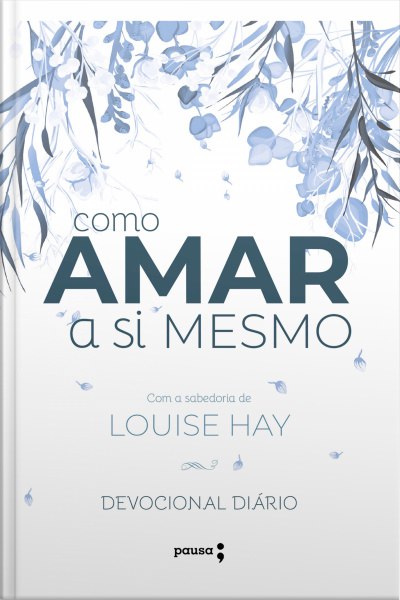 como
AMAR
a si MESMO
Com a sabedoria de
LOUISE HAY
DEVOCIONAL DIÁRIO
pausa;